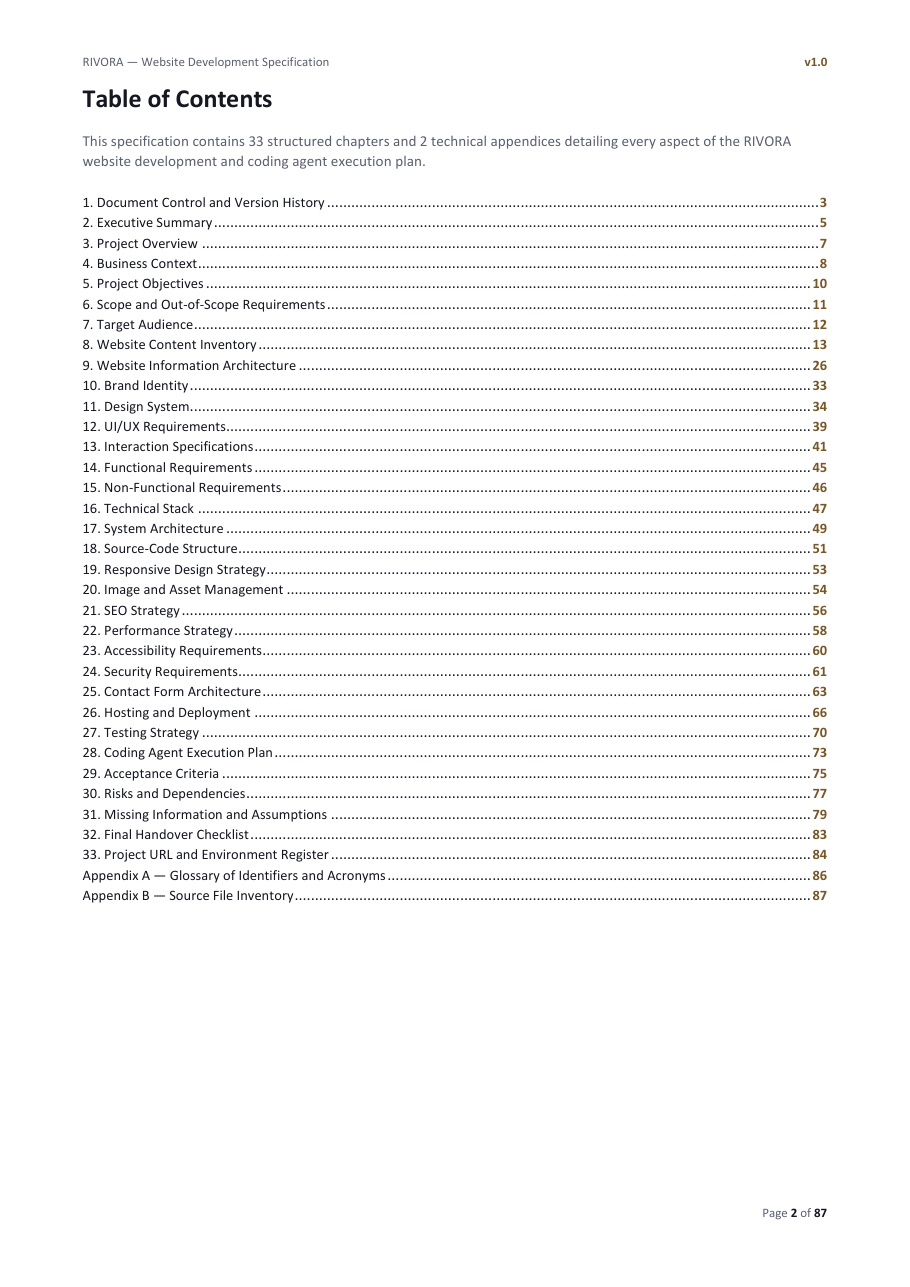 RIVORA — Website Development Specification v1.0
Table of Contents
This specification contains 33 structured chapters and 2 technical appendices detailing every aspect of the RIVORA
website development and coding agent execution plan.
1. Document Control and Version History 3
2. Executive Summary 5
3. Project Overview 7
4. Business Context 8
5. Project Objectives 10
6. Scope and Out-of-Scope Requirements 11
7. Target Audience 12
8. Website Content Inventory 13
9. Website Information Architecture 26
10. Brand Identity 33
11. Design System 34
12. UI/UX Requirements 39
13. Interaction Specifications 41
14. Functional Requirements 45
15. Non-Functional Requirements 46
16. Technical Stack 47
17. System Architecture 49
18. Source-Code Structure 51
19. Responsive Design Strategy 53
20. Image and Asset Management 54
21. SEO Strategy 56
22. Performance Strategy 58
23. Accessibility Requirements 60
24. Security Requirements 61
25. Contact Form Architecture 63
26. Hosting and Deployment 66
27. Testing Strategy 70
28. Coding Agent Execution Plan 73
29. Acceptance Criteria 75
30. Risks and Dependencies 77
31. Missing Information and Assumptions 79
32. Final Handover Checklist 83
33. Project URL and Environment Register 84
Appendix A — Glossary of Identifiers and Acronyms 86
Appendix B — Source File Inventory 87
Page 2 of 87